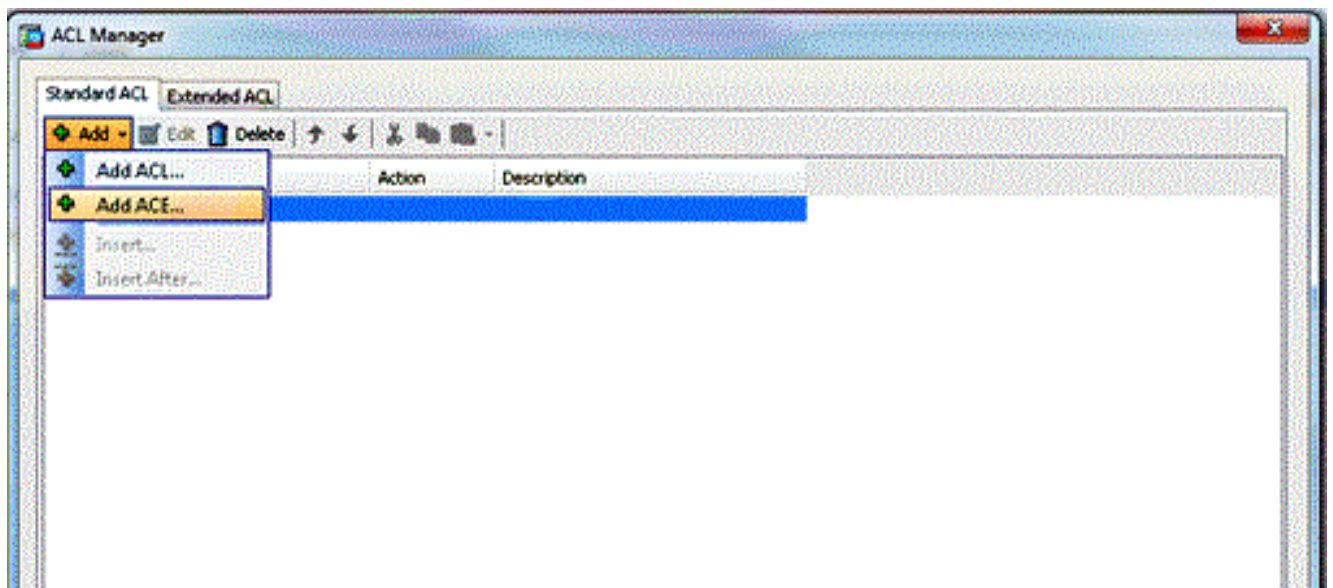 ACL Manager
Standard ACL Extended ACL
Add Edit Delete
Add ACL...
Action Description
Add ACE...
Insert...
Insert After...